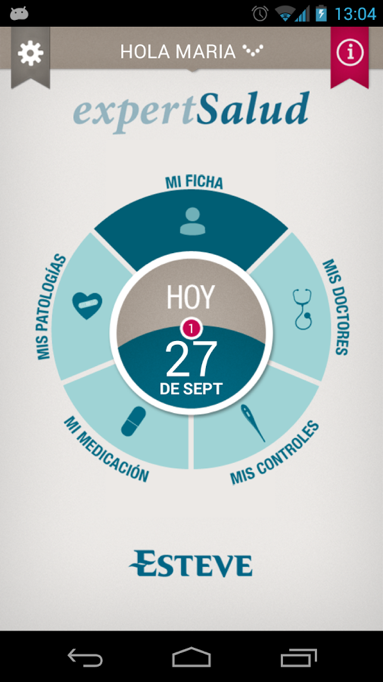 13:04
HOLA MARIA
expertSalud
MI FICHA
MIS PATOLOGÍAS
MIS DOCTORES
HOY
1
27
DE SEPT
MI MEDICACIÓN
MIS CONTROLES
ESTEVE